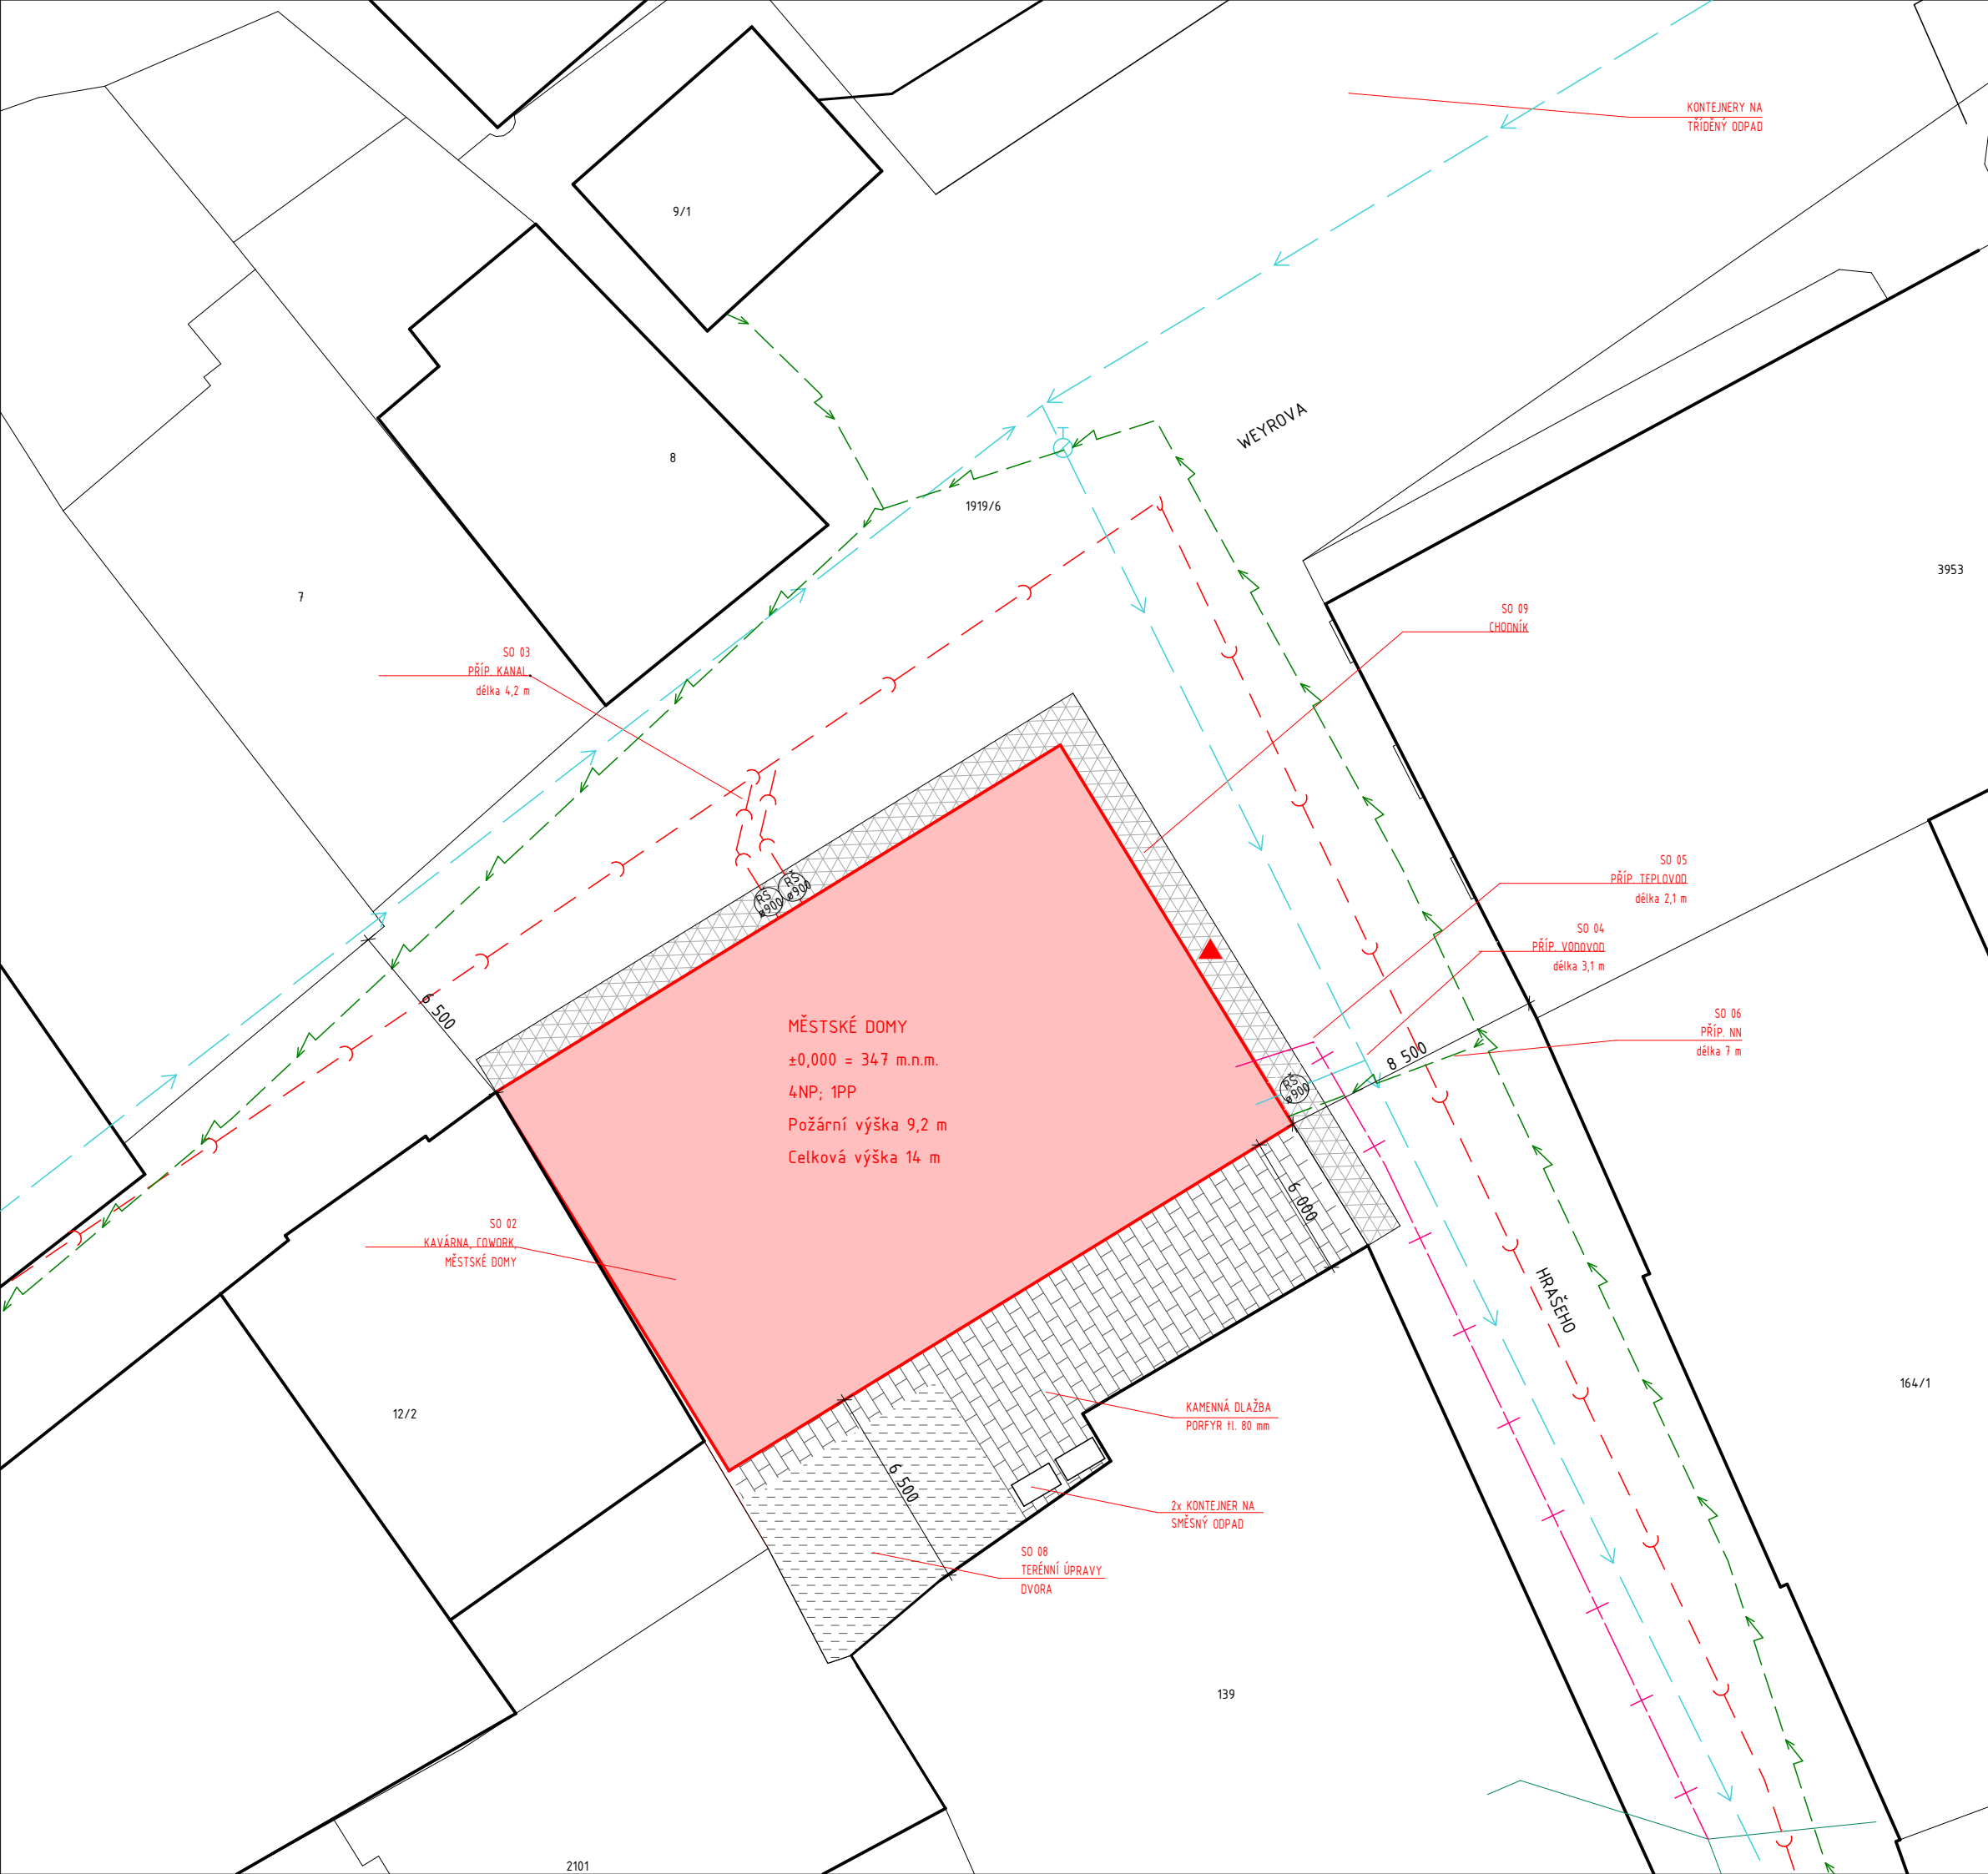 KONTEJNERY NA
TŘÍDĚNÝ ODPAD
9/1
WEYROVA
8
1919/6
3953
7
SO 09
CHODNÍK
SO 03
PŘÍP. KANAL.
délka 4,2 m
SO 05
PŘÍP. TEPLOVOD
délka 2,1 m
RŠ
ø900
RŠ
ø900
SO 04
PŘÍP. VODOVOD
délka 3,1 m
6 500
SO 06
PŘÍP. NN
délka 7 m
MĚSTSKÉ DOMY
±0,000 = 347 m.n.m.
4NP; 1PP
Požární výška 9,2 m
Celková výška 14 m
8 500
RŠ
ø900
6 000
SO 02
KAVÁRNA, COWORK,
MĚSTSKÉ DOMY
HRAŠEHO
164/1
12/2
KAMENNÁ DLAŽBA
PORFYR tl. 80 mm
6 500
2x KONTEJNER NA
SMĚSNÝ ODPAD
SO 08
TERÉNNÍ ÚPRAVY
DVORA
139
2101